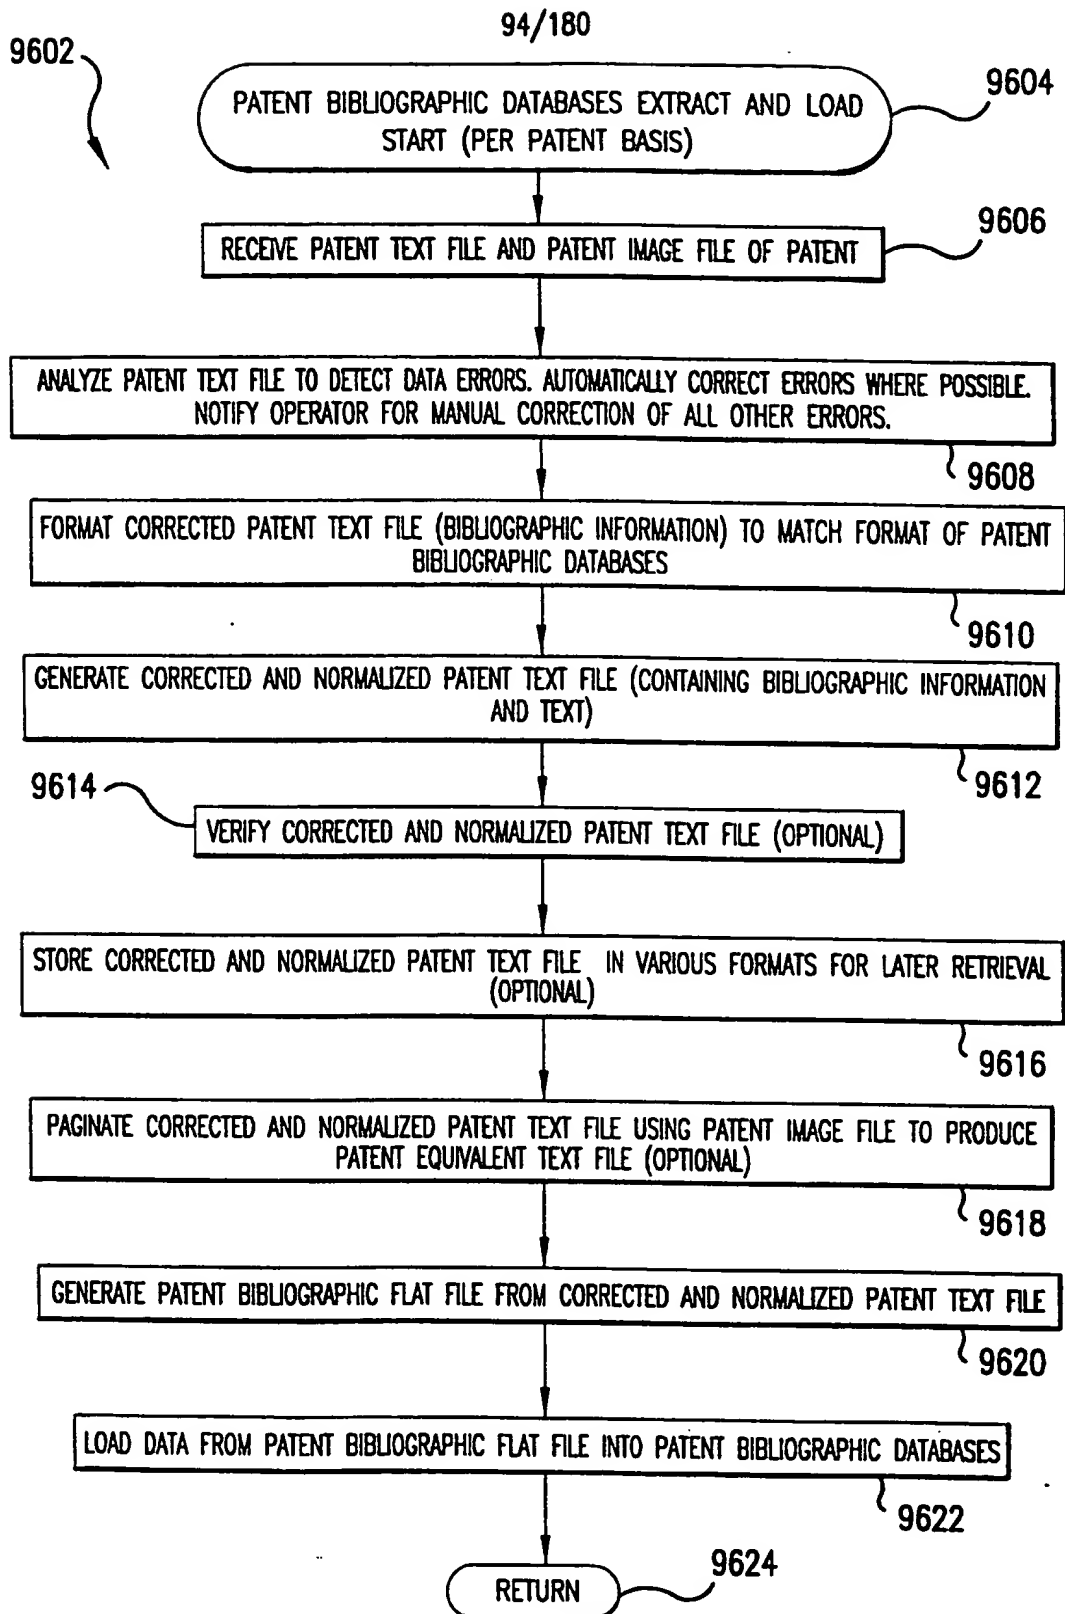 94/180
9602
PATENT BIBLIOGRAPHIC DATABASES EXTRACT AND LOAD
START (PER PATENT BASIS)
9604
RECEIVE PATENT TEXT FILE AND PATENT IMAGE FILE OF PATENT
9606
ANALYZE PATENT TEXT FILE TO DETECT DATA ERRORS. AUTOMATICALLY CORRECT ERRORS WHERE POSSIBLE.
NOTIFY OPERATOR FOR MANUAL CORRECTION OF ALL OTHER ERRORS.
9608
FORMAT CORRECTED PATENT TEXT FILE (BIBLIOGRAPHIC INFORMATION) TO MATCH FORMAT OF PATENT
BIBLIOGRAPHIC DATABASES
9610
GENERATE CORRECTED AND NORMALIZED PATENT TEXT FILE (CONTAINING BIBLIOGRAPHIC INFORMATION
AND TEXT)
9612
9614
VERIFY CORRECTED AND NORMALIZED PATENT TEXT FILE (OPTIONAL)
STORE CORRECTED AND NORMALIZED PATENT TEXT FILE IN VARIOUS FORMATS FOR LATER RETRIEVAL
(OPTIONAL)
9616
PAGINATE CORRECTED AND NORMALIZED PATENT TEXT FILE USING PATENT IMAGE FILE TO PRODUCE
PATENT EQUIVALENT TEXT FILE (OPTIONAL)
9618
GENERATE PATENT BIBLIOGRAPHIC FLAT FILE FROM CORRECTED AND NORMALIZED PATENT TEXT FILE
9620
LOAD DATA FROM PATENT BIBLIOGRAPHIC FLAT FILE INTO PATENT BIBLIOGRAPHIC DATABASES
9622
RETURN
9624